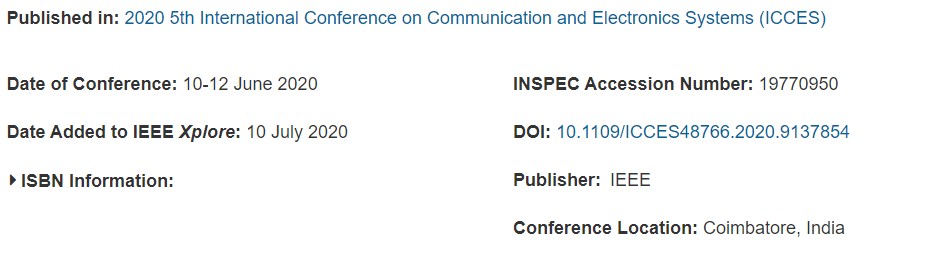 Published in: 2020 5th International Conference on Communication and Electronics Systems (ICCES)
Date of Conference: 10-12 June 2020
INSPEC Accession Number: 19770950
Date Added to IEEE Xplore: 10 July 2020
DOI: 10.1109/ICCES48766.2020.9137854
ISBN Information:
Publisher: IEEE
Conference Location: Coimbatore, India